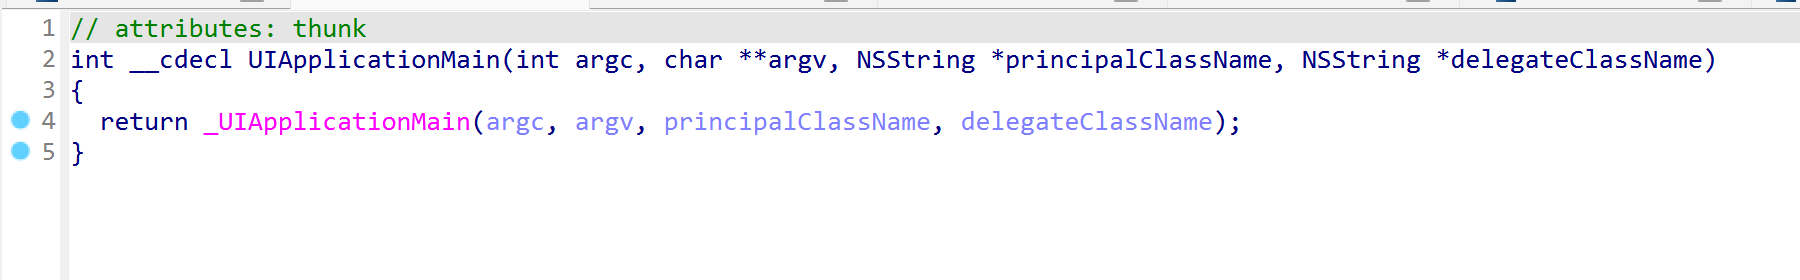 1 // attributes: thunk
2 int __cdecl UIApplicationMain(int argc, char **argv, NSString *principalClassName, NSString *delegateClassName)
3 {
4   return _UIApplicationMain(argc, argv, principalClassName, delegateClassName);
5 }